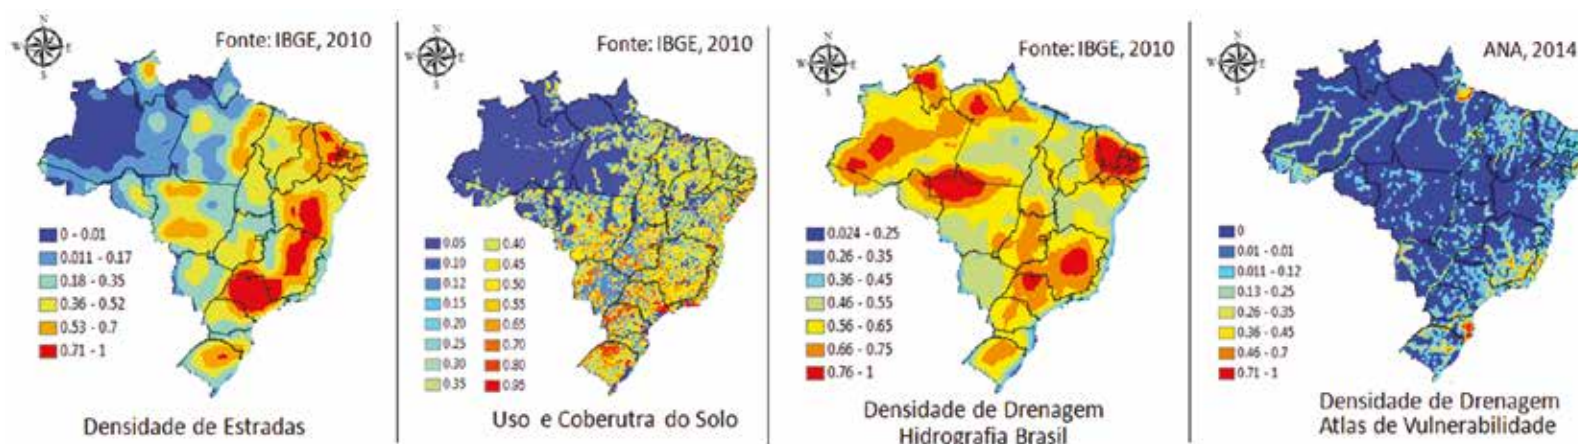 N
W E
S
Fonte: IBGE, 2010
0 - 0.01
0.011 - 0.17
0.18 - 0.35
0.36 - 0.52
0.53 - 0.7
0.71 - 1
Densidade de Estradas
N
W E
S
Fonte: IBGE, 2010
0.05 0.40
0.10 0.45
0.12 0.50
0.15 0.55
0.20 0.65
0.25 0.70
0.30 0.80
0.35 0.95
Uso e Coberutra do Solo
N
W E
S
Fonte: IBGE, 2010
0.024 - 0.25
0.26 - 0.35
0.36 - 0.45
0.46 - 0.55
0.56 - 0.65
0.66 - 0.75
0.76 - 1
Densidade de Drenagem
Hidrografia Brasil
N
W E
S
ANA, 2014
0
0.01 - 0.01
0.011 - 0.12
0.13 - 0.25
0.26 - 0.35
0.36 - 0.45
0.46 - 0.7
0.71 - 1
Densidade de Drenagem
Atlas de Vulnerabilidade